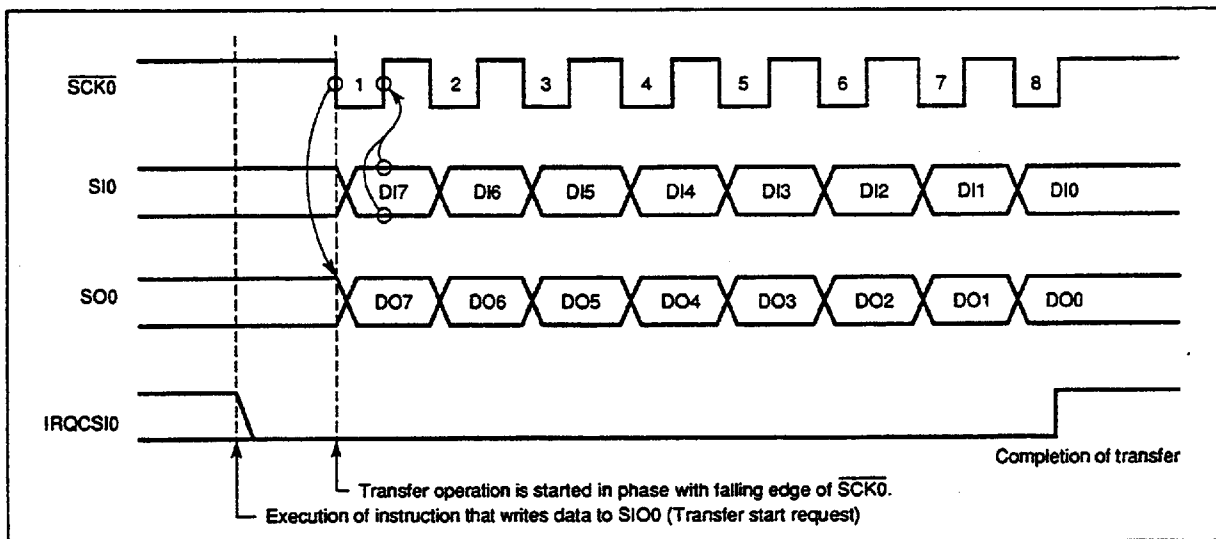 SCK0 1 2 3 4 5 6 7 8
SI0 DI7 DI6 DI5 DI4 DI3 DI2 DI1 DI0
SO0 DO7 DO6 DO5 DO4 DO3 DO2 DO1 DO0
IRQCSI0
Completion of transfer
Transfer operation is started in phase with falling edge of SCK0.
Execution of instruction that writes data to SIO0 (Transfer start request)